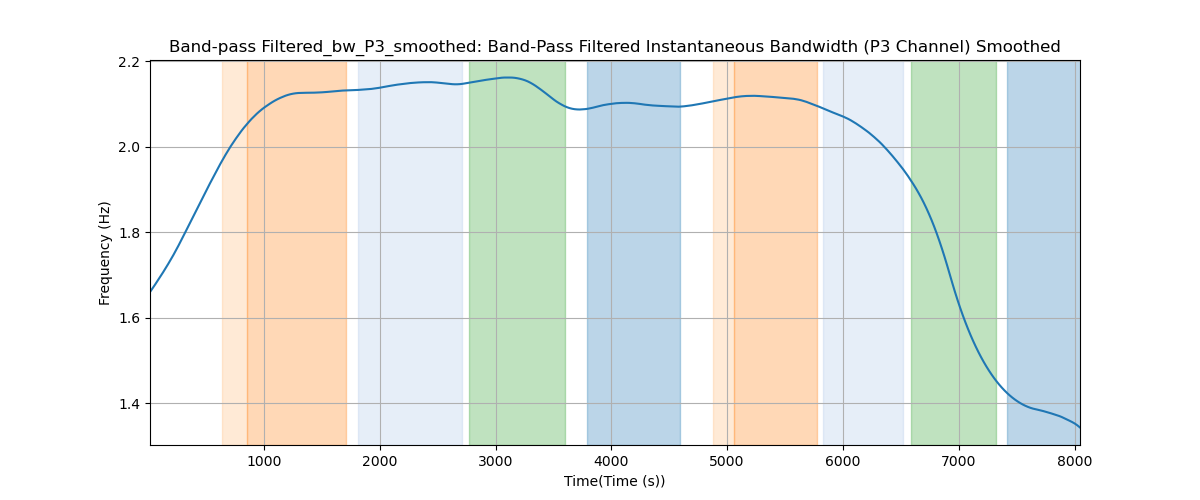 Band-pass Filtered_bw_P3_smoothed: Band-Pass Filtered Instantaneous Bandwidth (P3 Channel) Smoothed
2.2
2.0
1.8
1.6
1.4
Frequency (Hz)
1000 2000 3000 4000 5000 6000 7000 8000
Time(Time (s))